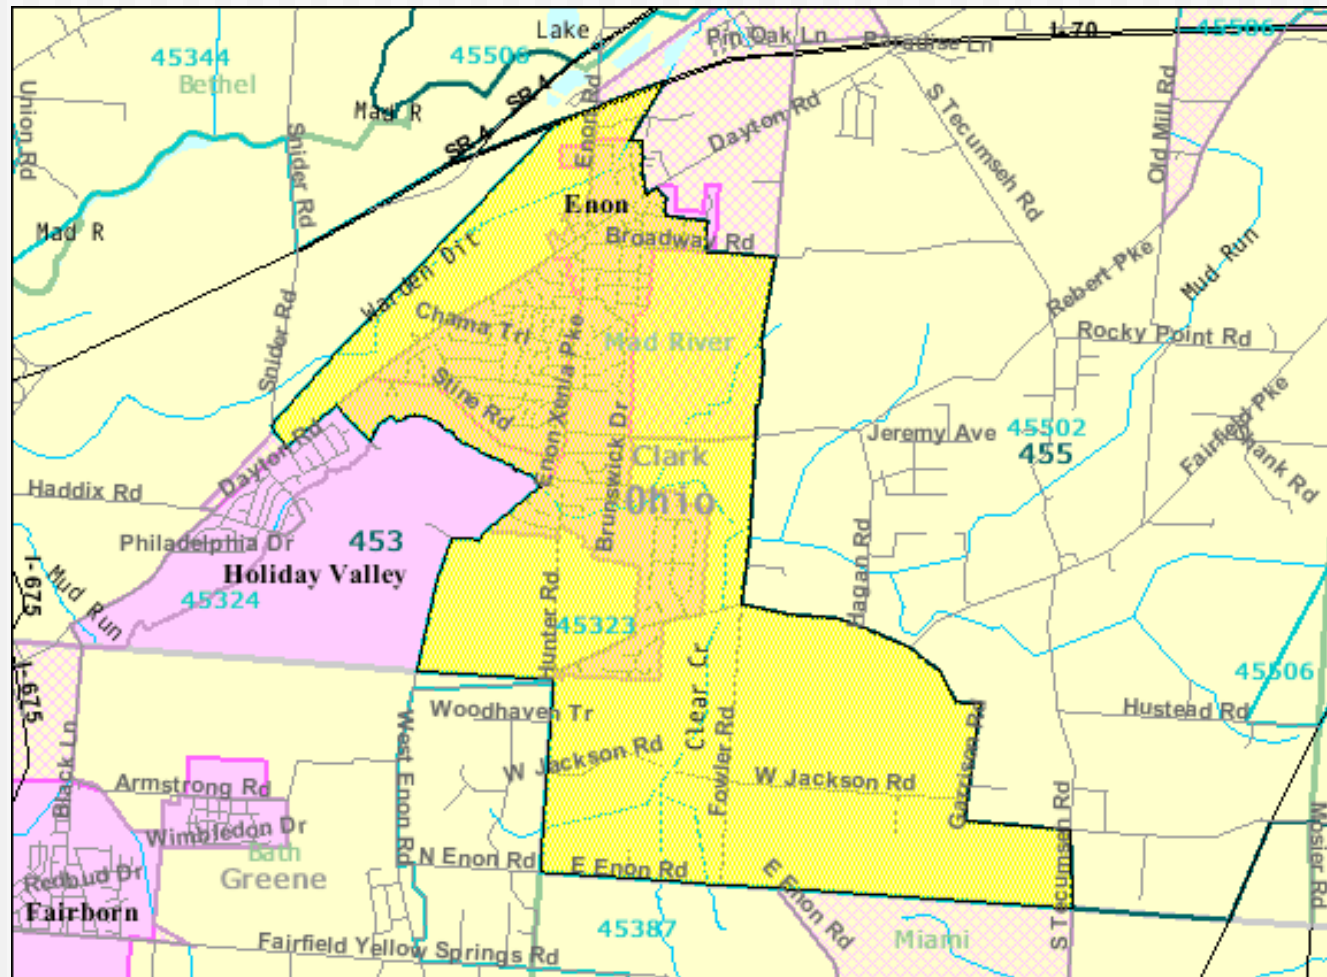 Lake
Pin Oak Ln
I-70
45506
Paradise Ln
45344
45506
Bethel
Union Rd
Mad R
SR 4
Enon Rd
Dayton Rd
S Tecumseh Rd
Old Mill Rd
Snider Rd
SR 4
Mad R
Enon
Broadway Rd
Warden Dit
Rebert Pke
Mud Run
Snider Rd
Chama Trl
Enon Xenia Pke
Mad River
Rocky Point Rd
Stine Rd
Brunswick Dr
Jeremy Ave
45502
455
Fairfield Pke
Shank Rd
Dayton Rd
Clark
Ohio
Haddix Rd
Philadelphia Dr
453
Holiday Valley
45324
Hagan Rd
I-675
Mud Run
Hunter Rd
45323
Clear Cr
45506
I-675
Black Ln
West Enon Rd
Woodhaven Tr
Fowler Rd
Garrison Rd
Hustead Rd
W Jackson Rd
W Jackson Rd
Armstrong Rd
Wimbledon Dr
Bath
Greene
N Enon Rd
E Enon Rd
E Enon Rd
S Tecumseh Rd
Mosier Rd
Redbud Dr
Fairborn
45387
Miami
Fairfield Yellow Springs Rd